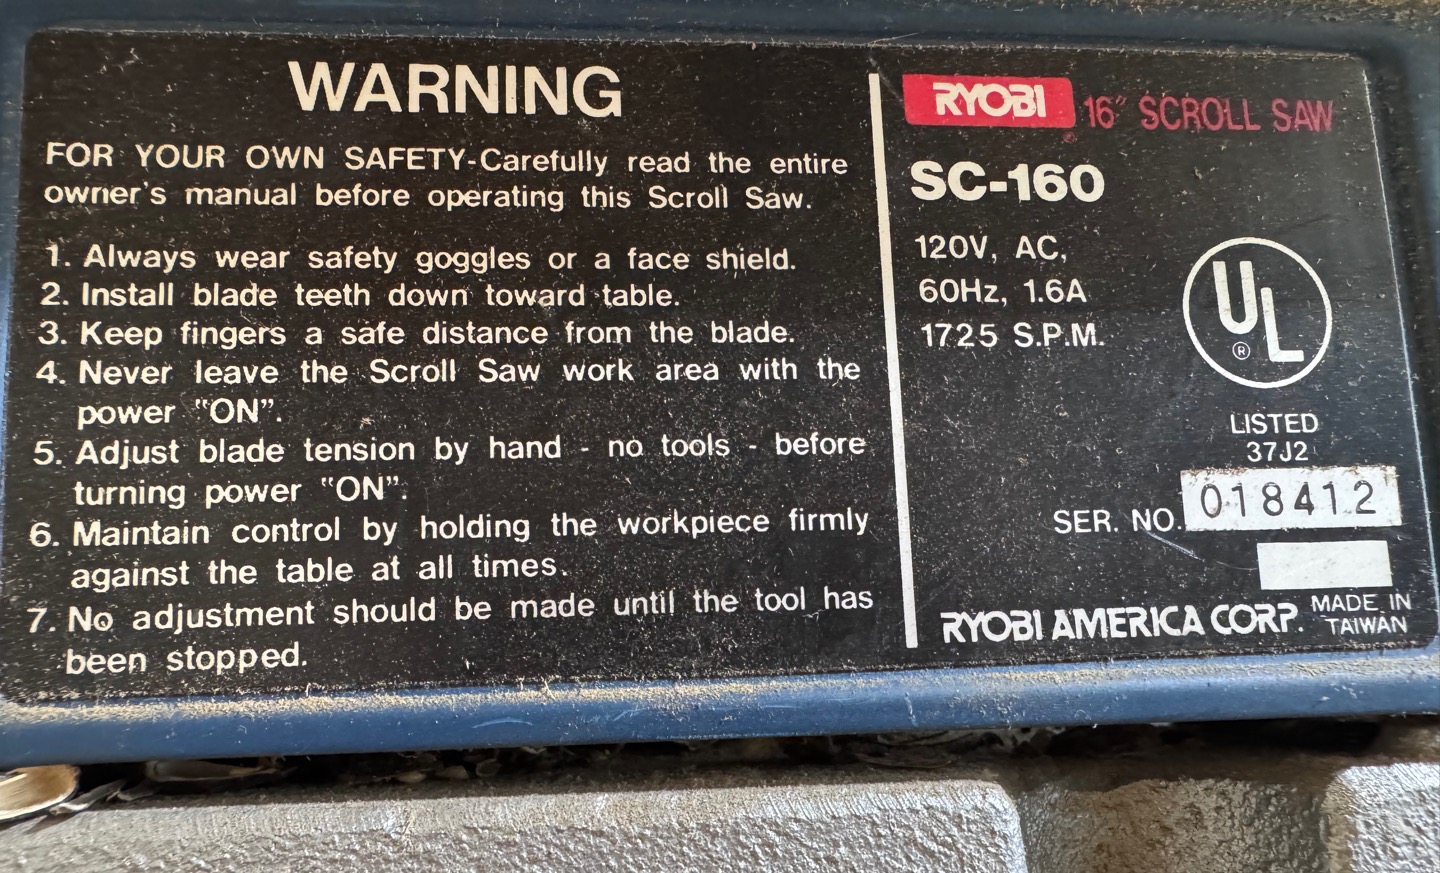 WARNING
FOR YOUR OWN SAFETY-Carefully read the entire
owner's manual before operating this Scroll Saw.
1. Always wear safety goggles or a face shield.
2. Install blade teeth down toward table.
3. Keep fingers a safe distance from the blade.
4. Never leave the Scroll Saw work area with the
power "ON".
5. Adjust blade tension by hand - no tools - before
turning power "ON".
6. Maintain control by holding the workpiece firmly
against the table at all times.
7. No adjustment should be made until the tool has
been stopped.
RYOBI 16" SCROLL SAW
SC-160
120V, AC,
60Hz, 1.6A
1725 S.P.M.
UL
®
LISTED
37J2
SER. NO. 018412
RYOBI AMERICA CORP. MADE IN
TAIWAN